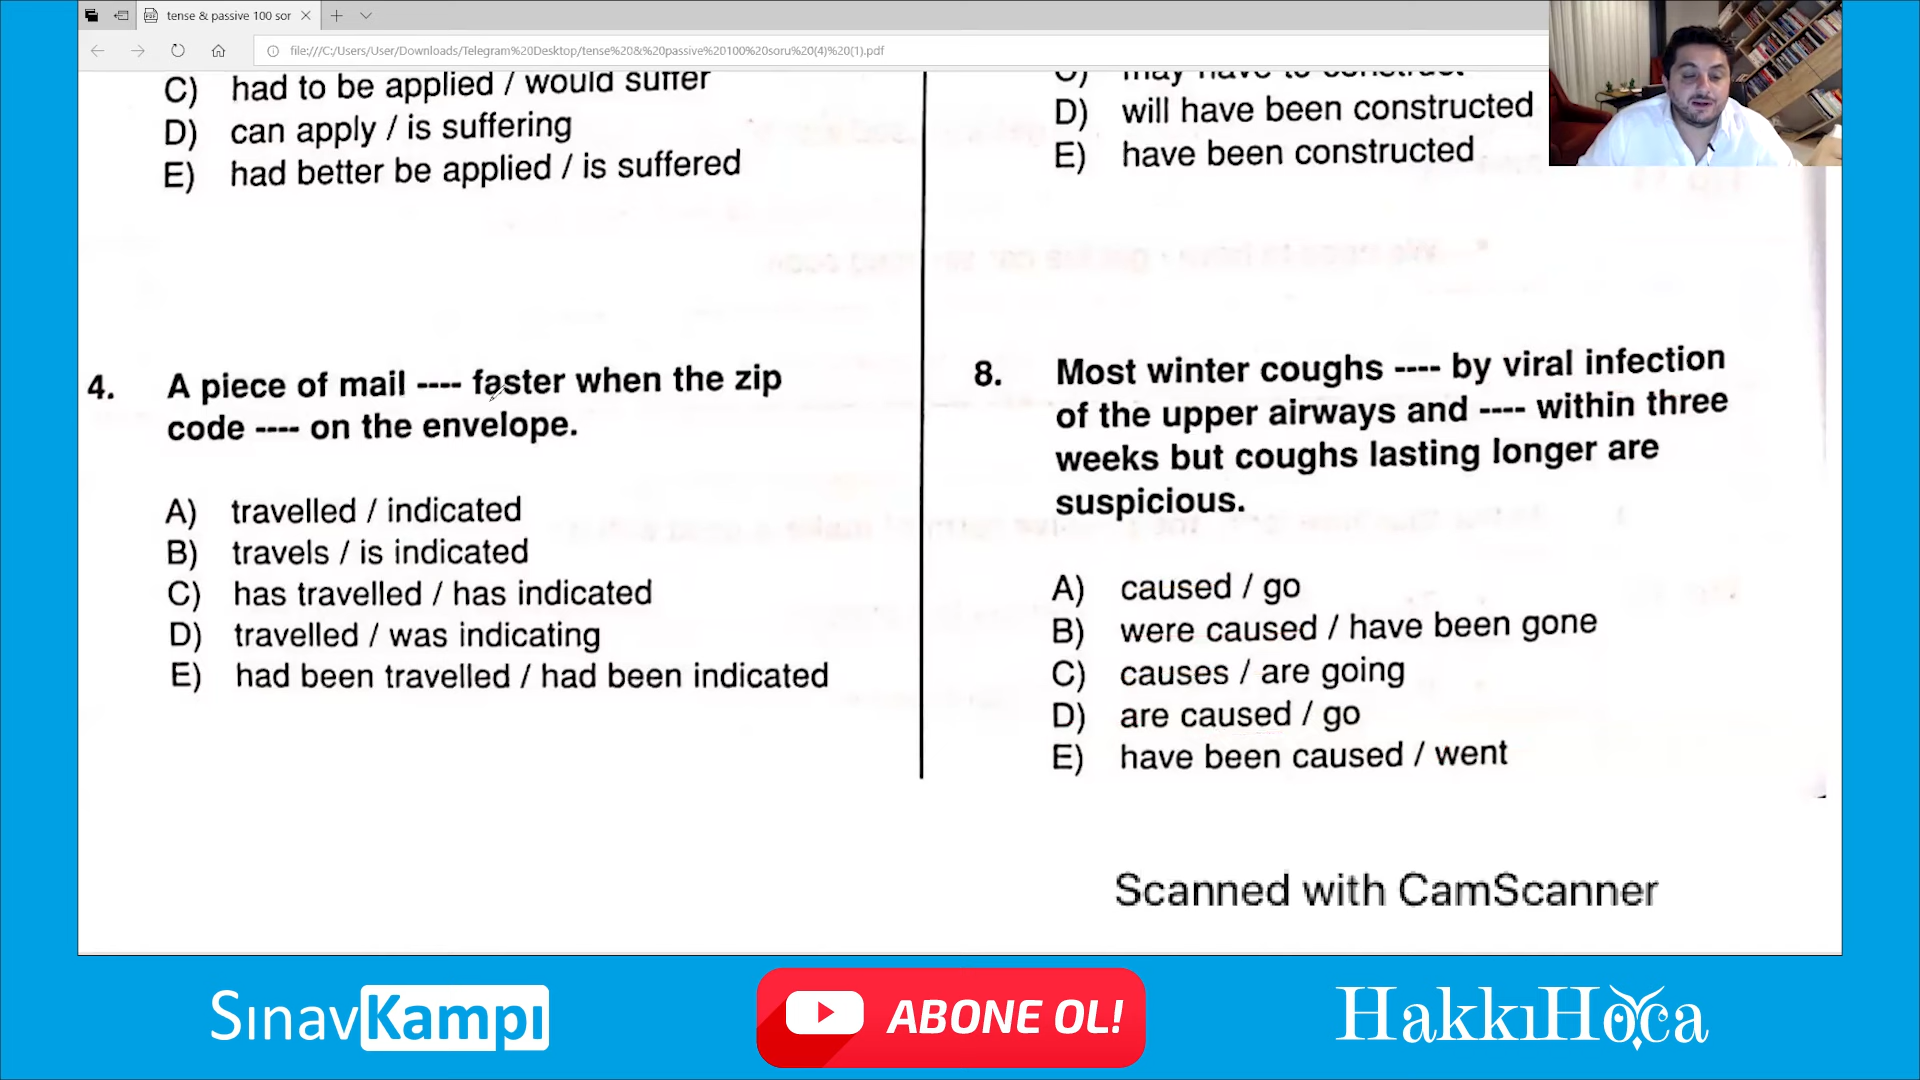 tense & passive 100 sor
file:///C:/Users/User/Downloads/Telegram%20Desktop/tense%20&%20passive%20100%20soru%20(4)%20(1).pdf
C) had to be applied / would suffer
D) can apply / is suffering
E) had better be applied / is suffered
4. A piece of mail ---- faster when the zip
code ---- on the envelope.
A) travelled / indicated
B) travels / is indicated
C) has travelled / has indicated
D) travelled / was indicating
E) had been travelled / had been indicated
C) may have to construct
D) will have been constructed
E) have been constructed
8. Most winter coughs ---- by viral infection
of the upper airways and ---- within three
weeks but coughs lasting longer are
suspicious.
A) caused / go
B) were caused / have been gone
C) causes / are going
D) are caused / go
E) have been caused / went
Scanned with CamScanner
SınavKampı
ABONE OL!
HakkıHoca